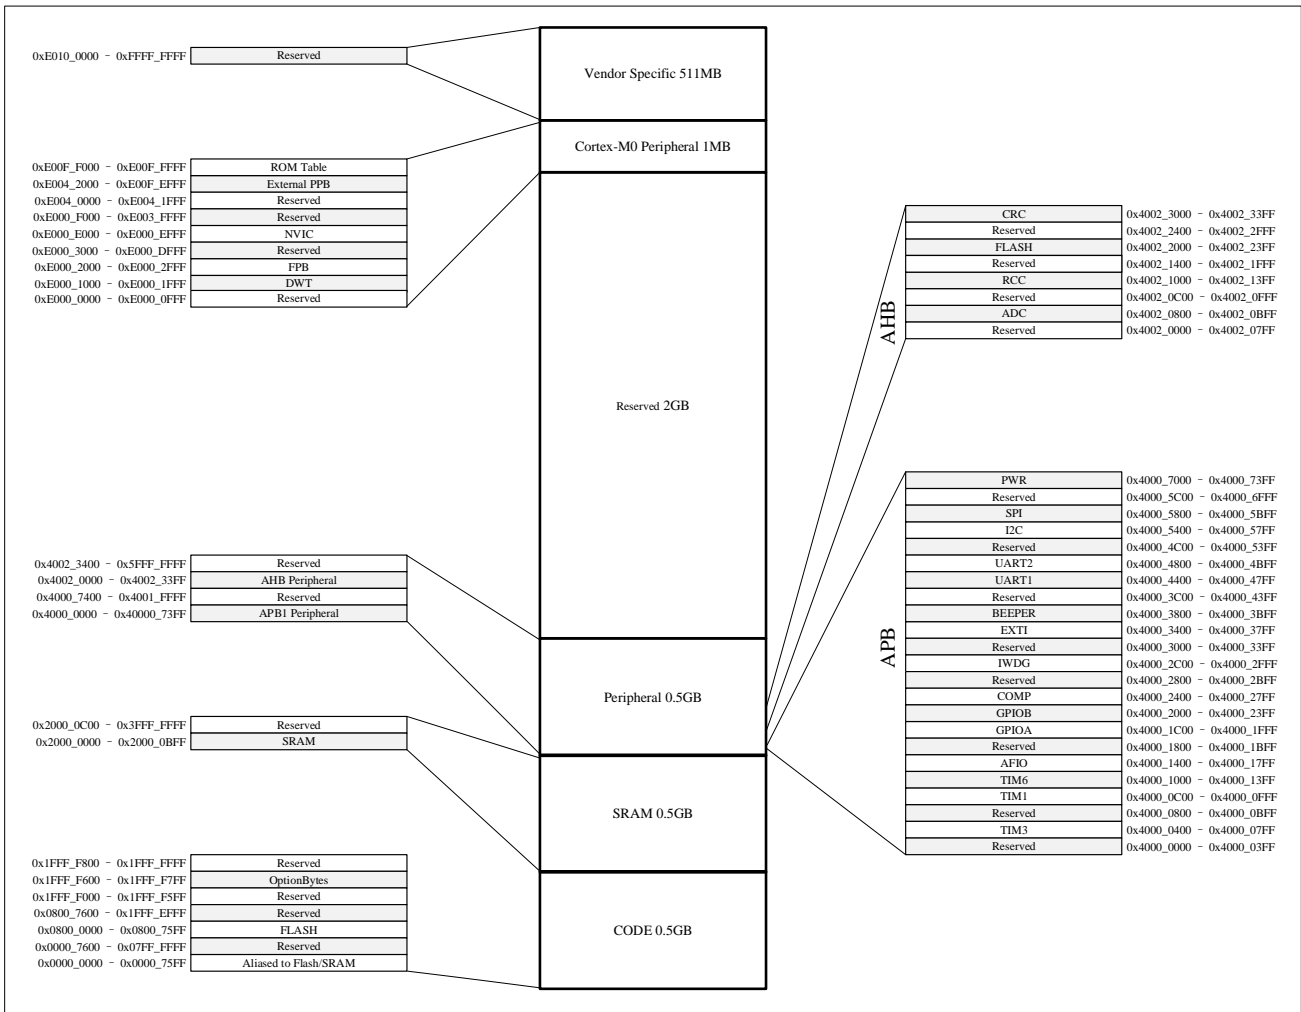 0xE010_0000 - 0xFFFF_FFFF Reserved
Vendor Specific 511MB
Cortex-M0 Peripheral 1MB
0xE00F_F000 - 0xE00F_FFFF ROM Table
0xE004_2000 - 0xE00F_EFFF External PPB
0xE004_0000 - 0xE004_1FFF Reserved
0xE000_F000 - 0xE003_FFFF Reserved
0xE000_E000 - 0xE000_EFFF NVIC
0xE000_3000 - 0xE000_DFFF Reserved
0xE000_2000 - 0xE000_2FFF FPB
0xE000_1000 - 0xE000_1FFF DWT
0xE000_0000 - 0xE000_0FFF Reserved
Reserved 2GB
AHB
CRC 0x4002_3000 - 0x4002_33FF
Reserved 0x4002_2400 - 0x4002_2FFF
FLASH 0x4002_2000 - 0x4002_23FF
Reserved 0x4002_1400 - 0x4002_1FFF
RCC 0x4002_1000 - 0x4002_13FF
Reserved 0x4002_0C00 - 0x4002_0FFF
ADC 0x4002_0800 - 0x4002_0BFF
Reserved 0x4002_0000 - 0x4002_07FF
0x4002_3400 - 0x5FFF_FFFF Reserved
0x4002_0000 - 0x4002_33FF AHB Peripheral
0x4000_7400 - 0x4001_FFFF Reserved
0x4000_0000 - 0x40000_73FF APB1 Peripheral
Peripheral 0.5GB
APB
PWR 0x4000_7000 - 0x4000_73FF
Reserved 0x4000_5C00 - 0x4000_6FFF
SPI 0x4000_5800 - 0x4000_5BFF
I2C 0x4000_5400 - 0x4000_57FF
Reserved 0x4000_4C00 - 0x4000_53FF
UART2 0x4000_4800 - 0x4000_4BFF
UART1 0x4000_4400 - 0x4000_47FF
Reserved 0x4000_3C00 - 0x4000_43FF
BEEPER 0x4000_3800 - 0x4000_3BFF
EXTI 0x4000_3400 - 0x4000_37FF
Reserved 0x4000_3000 - 0x4000_33FF
IWDG 0x4000_2C00 - 0x4000_2FFF
Reserved 0x4000_2800 - 0x4000_2BFF
COMP 0x4000_2400 - 0x4000_27FF
GPIOB 0x4000_2000 - 0x4000_23FF
GPIOA 0x4000_1C00 - 0x4000_1FFF
Reserved 0x4000_1800 - 0x4000_1BFF
AFIO 0x4000_1400 - 0x4000_17FF
TIM6 0x4000_1000 - 0x4000_13FF
TIM1 0x4000_0C00 - 0x4000_0FFF
Reserved 0x4000_0800 - 0x4000_0BFF
TIM3 0x4000_0400 - 0x4000_07FF
Reserved 0x4000_0000 - 0x4000_03FF
0x2000_0C00 - 0x3FFF_FFFF Reserved
0x2000_0000 - 0x2000_0BFF SRAM
SRAM 0.5GB
0x1FFF_F800 - 0x1FFF_FFFF Reserved
0x1FFF_F600 - 0x1FFF_F7FF OptionBytes
0x1FFF_F000 - 0x1FFF_F5FF Reserved
0x0800_7600 - 0x1FFF_EFFF Reserved
0x0800_0000 - 0x0800_75FF FLASH
0x0000_7600 - 0x07FF_FFFF Reserved
0x0000_0000 - 0x0000_75FF Aliased to Flash/SRAM
CODE 0.5GB